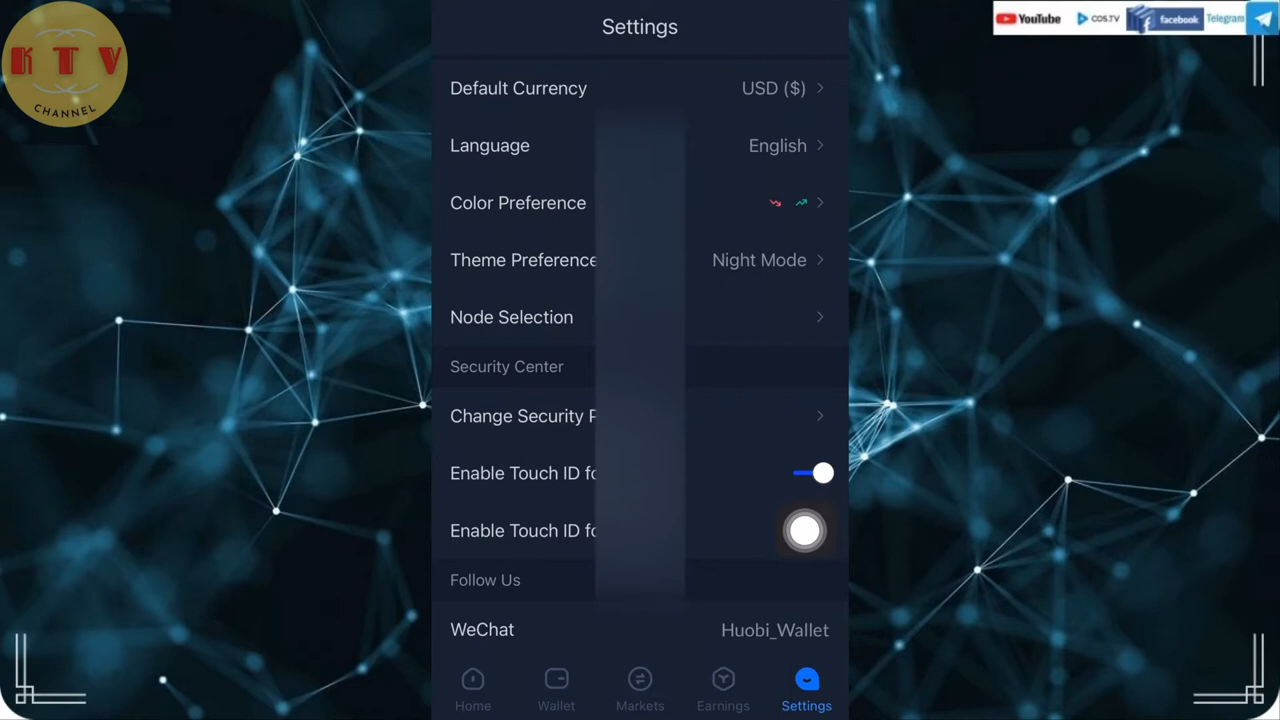 KTV
CHANNEL
YouTube
COS.TV
facebook
Telegram
Settings
Default Currency
USD ($)
Language
English
Color Preference
Theme Preference
Night Mode
Node Selection
Security Center
Change Security
Enable Touch ID
Enable Touch ID
Follow Us
WeChat
Huobi_Wallet
Home
Wallet
Markets
Earnings
Settings